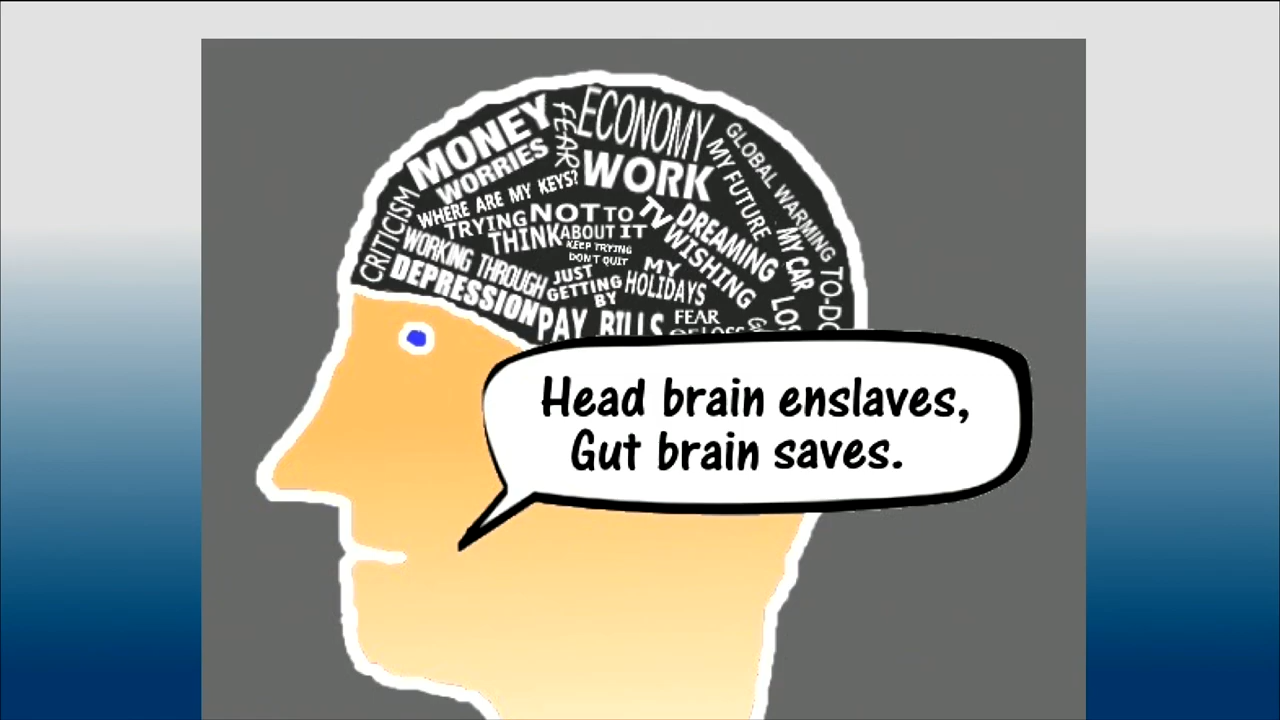 MONEY
WORRIES
FEAR
ECONOMY
WORK
GLOBAL WARMING
MY FUTURE
CRITICISM
WHERE ARE MY KEYS?
TRYING NOT TO
THINK ABOUT IT
KEEP TRYING
DON'T QUIT
TV
DREAMING
WISHING
MY CAR
WORKING THROUGH
DEPRESSION
JUST
GETTING
BY
MY
HOLIDAYS
PAY BILLS
FEAR
OF LOSS
Head brain enslaves,
Gut brain saves.